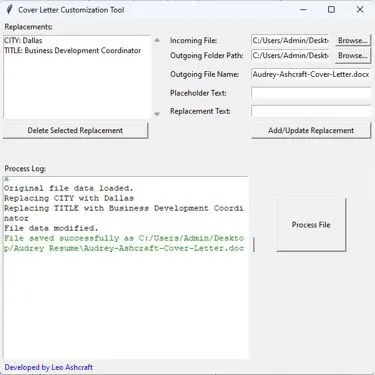 Cover Letter Customization Tool
Replacements:
CITY: Dallas
TITLE: Business Development Coordinator
Delete Selected Replacement
Incoming File:
C:/Users/Admin/Deskt
Browse...
Outgoing Folder Path:
C:/Users/Admin/Deskt
Browse...
Outgoing File Name:
Audrey-Ashcraft-Cover-Letter.docx
Placeholder Text:
Replacement Text:
Add/Update Replacement
Process Log:
x
Original file data loaded.
Replacing CITY with Dallas
Replacing TITLE with Business Development Coordi
nator
File data modified.
File saved successfully as C:/Users/Admin/Deskto
p/Audrey Resume\Audrey-Ashcraft-Cover-Letter.doc
Process File
Developed by Leo Ashcraft